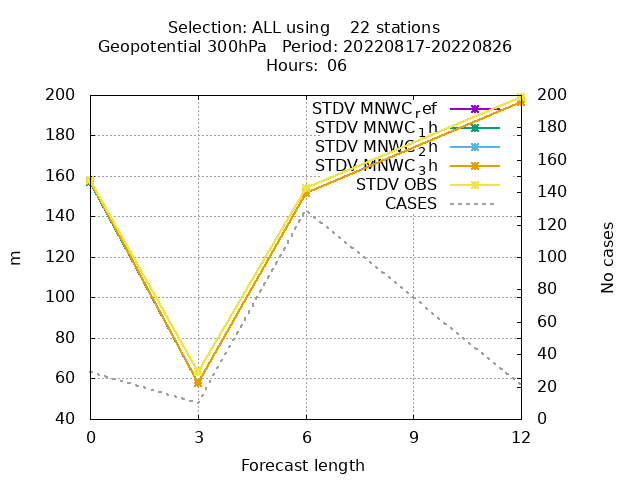 Selection: ALL using    22 stations
Geopotential 300hPa   Period: 20220817-20220826
Hours:  06
200 200
180 180
160 160
140 140
120 120
100 100
80 80
60 60
40 40
20
0
m
No cases
STDV MNWC_ref
STDV MNWC_1h
STDV MNWC_2h
STDV MNWC_3h
STDV OBS
CASES
0 3 6 9 12
Forecast length